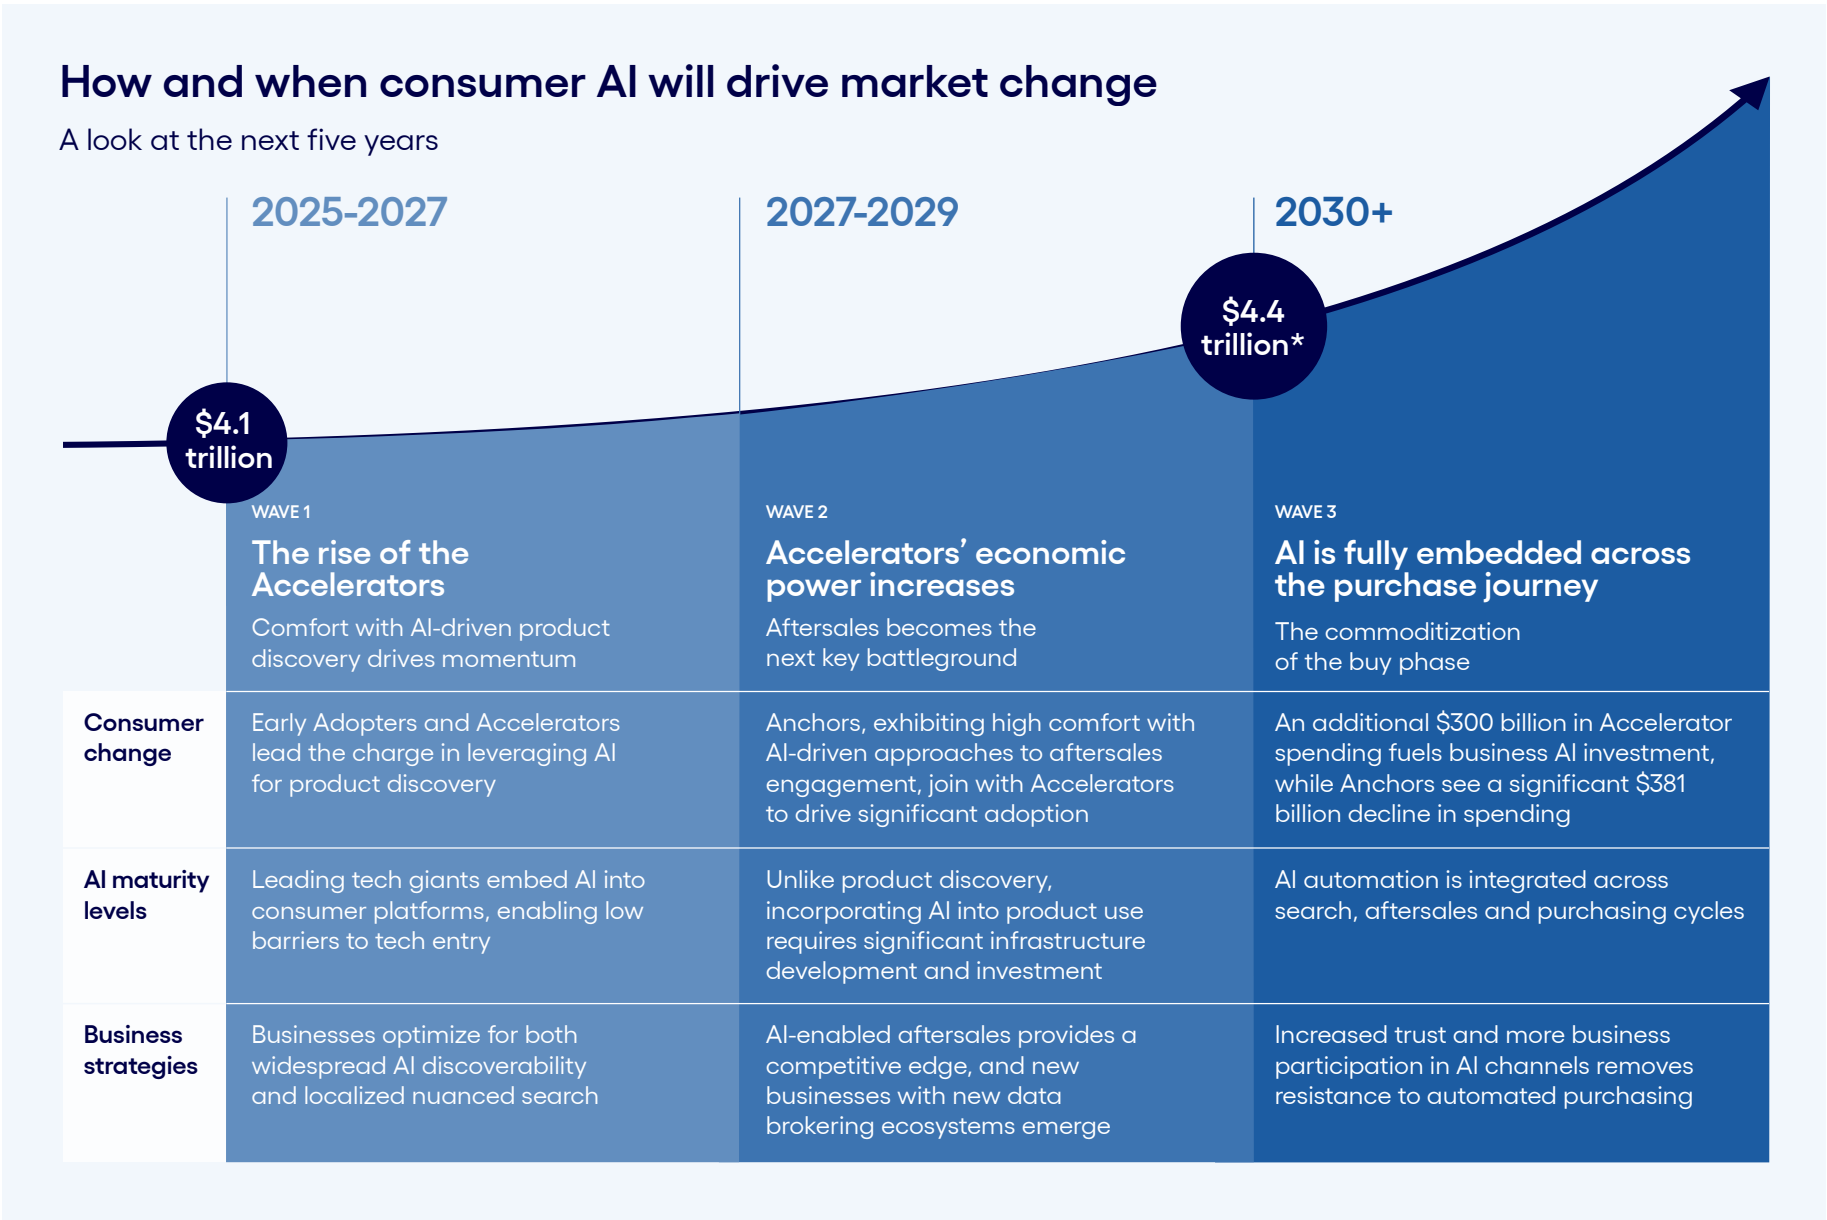 How and when consumer AI will drive market change
A look at the next five years
2025-2027
2027-2029
2030+
$4.1
trillion
$4.4
trillion*
WAVE 1
The rise of the
Accelerators
Comfort with AI-driven product
discovery drives momentum
WAVE 2
Accelerators’ economic
power increases
Aftersales becomes the
next key battleground
WAVE 3
AI is fully embedded across
the purchase journey
The commoditization
of the buy phase
Consumer
change
Early Adopters and Accelerators
lead the charge in leveraging AI
for product discovery
Anchors, exhibiting high comfort with
AI-driven approaches to aftersales
engagement, join with Accelerators
to drive significant adoption
An additional $300 billion in Accelerator
spending fuels business AI investment,
while Anchors see a significant $381
billion decline in spending
AI maturity
levels
Leading tech giants embed AI into
consumer platforms, enabling low
barriers to tech entry
Unlike product discovery,
incorporating AI into product use
requires significant infrastructure
development and investment
AI automation is integrated across
search, aftersales and purchasing cycles
Business
strategies
Businesses optimize for both
widespread AI discoverability
and localized nuanced search
AI-enabled aftersales provides a
competitive edge, and new
businesses with new data
brokering ecosystems emerge
Increased trust and more business
participation in AI channels removes
resistance to automated purchasing